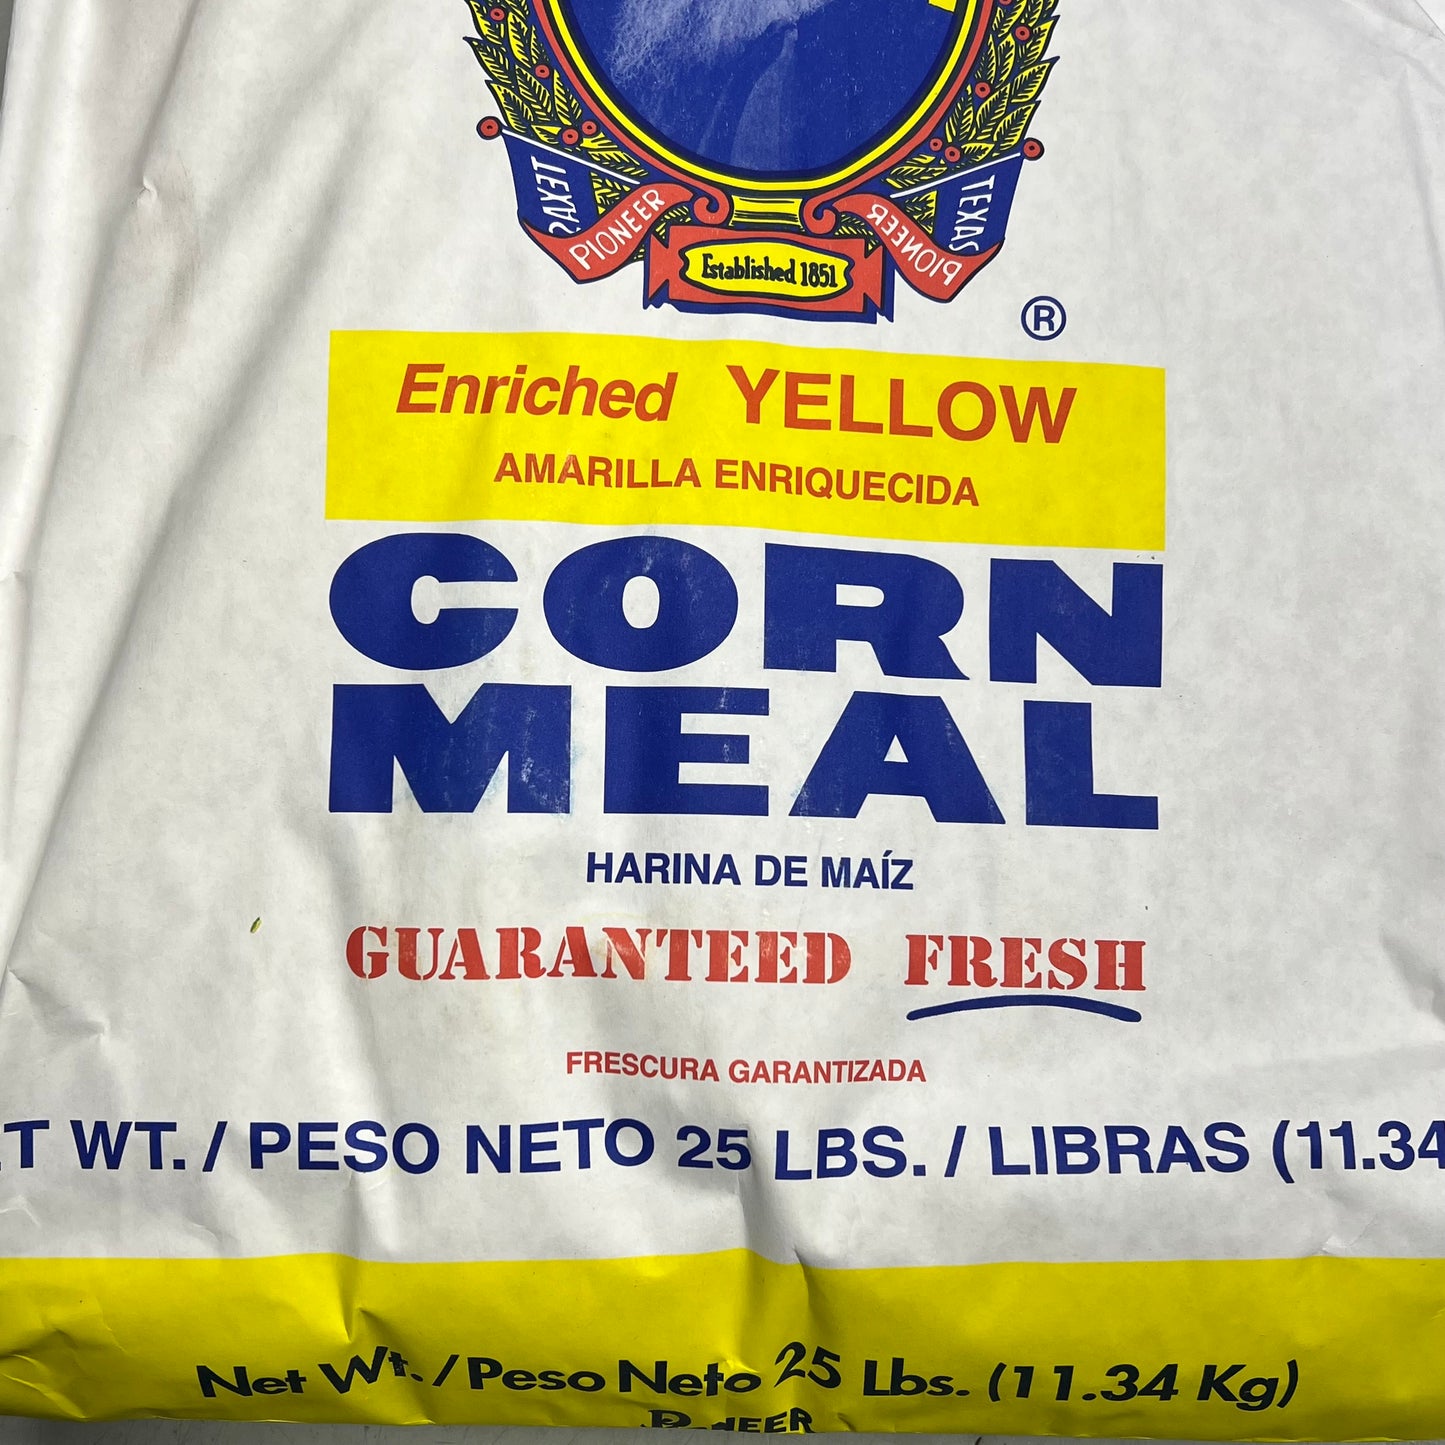 TEXAS
PIONEER
TEXAS
PIONEER
Established 1851
®
Enriched YELLOW
AMARILLA ENRIQUECIDA
CORN
MEAL
HARINA DE MAÍZ
GUARANTEED FRESH
FRESCURA GARANTIZADA
T WT. / PESO NETO 25 LBS. / LIBRAS (11.34
Net Wt. / Peso Neto 25 Lbs. (11.34 Kg)